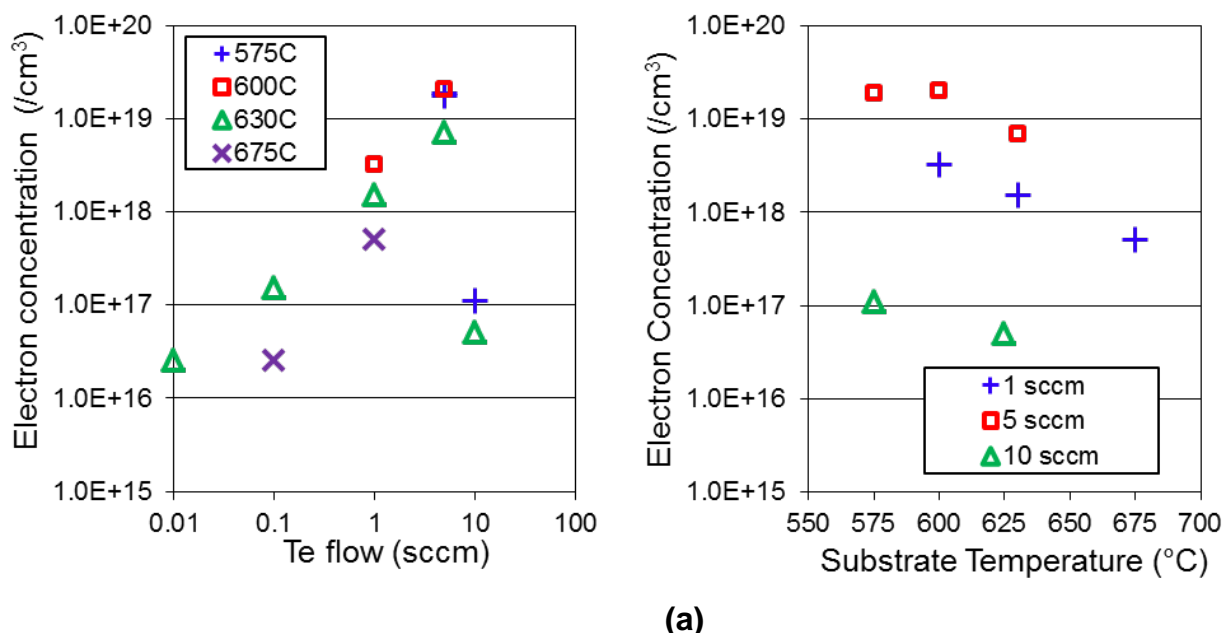 Electron concentration (/cm³)
1.0E+20
1.0E+19
1.0E+18
1.0E+17
1.0E+16
1.0E+15
575C
600C
630C
675C
0.01 0.1 1 10 100
Te flow (sccm)
Electron Concentration (/cm³)
1.0E+20
1.0E+19
1.0E+18
1.0E+17
1.0E+16
1.0E+15
1 sccm
5 sccm
10 sccm
550 575 600 625 650 675 700
Substrate Temperature (°C)
(a)